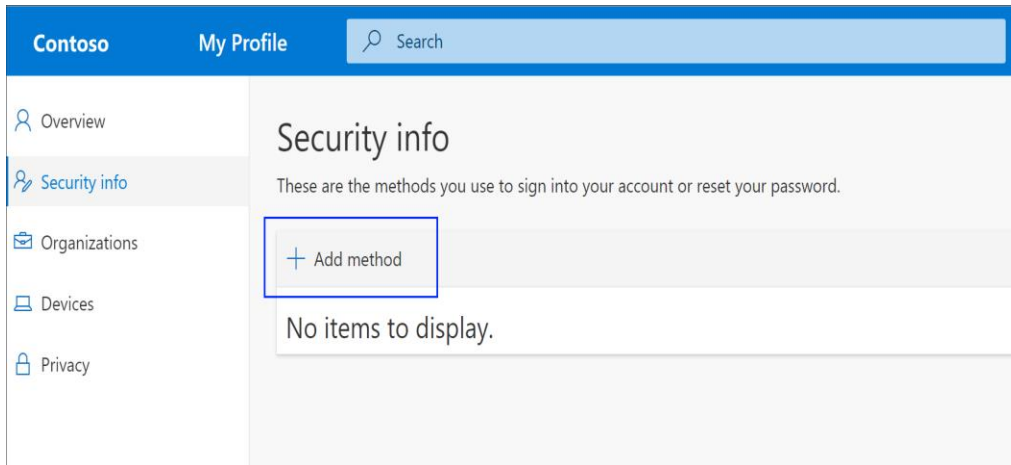 Contoso My Profile Search
Overview
Security info
Organizations
Devices
Privacy
Security info
These are the methods you use to sign into your account or reset your password.
+ Add method
No items to display.